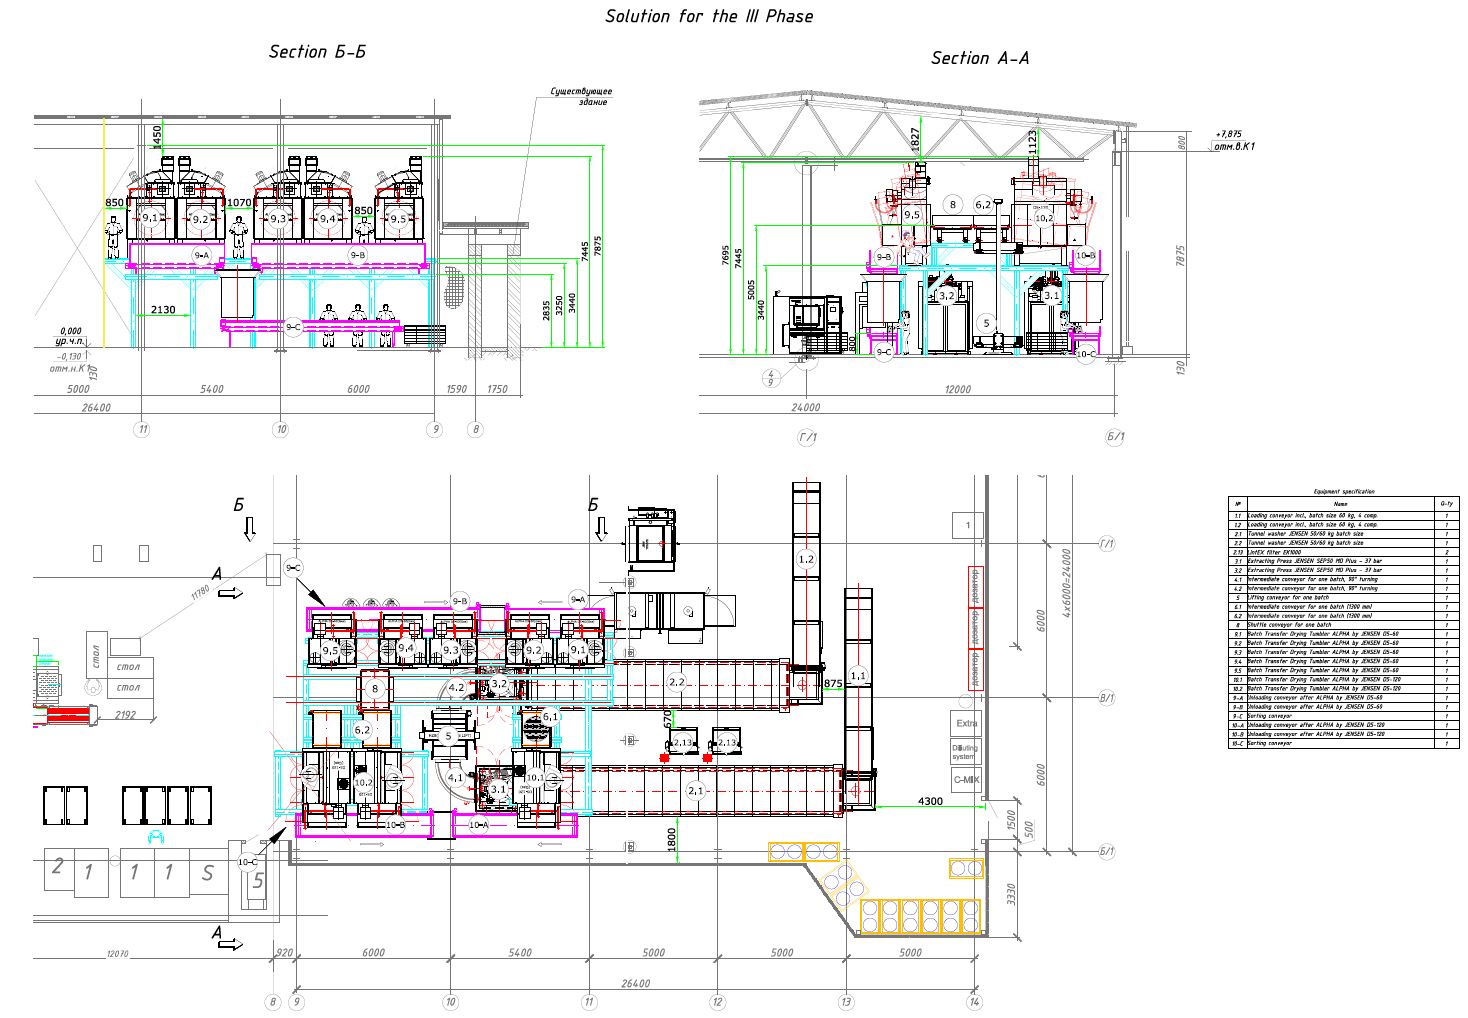 Solution for the III Phase
Section Б-Б
Section А-А
Существующее
здание
1450
850
1070
850
9,1
9,2
9,3
9,4
9,5
9-А
9-В
9-С
2130
2835
3250
3440
7445
7875
0,000
ур.ч.п.
-0,130
отм.н.К1
130
5000
5400
6000
1590
1750
26400
11
10
9
8
1827
1123
+7,875
отм.в.К1
800
9,5
8
6,2
10,2
9-В
10-В
3,2
3,1
5
9-С
10-С
7695
7445
5005
3440
800
7875
130
4
9
12000
24000
Г/1
Б/1
Б
Б
А
9-С
11780
9-В
9-А
9,5
9,4
9,3
9,2
9,1
1,2
1
дозатор
дозатор
дозатор
Г/1
6000
4х6000=24000
стол
стол
стол
2192
8
4.2
3,2
2,2
875
1,1
В/1
6,2
5
6,1
670
2,13
2,13
Extra
Diluting
system
C-MIX
10,2
4,1
3,1
10,1
2,1
4300
6000
1500
500
10-В
10-А
1800
10-С
Б/1
2
1
1
1
S
5
3330
А
12070
920
6000
5400
5000
5000
5000
26400
8
9
10
11
12
13
14
Equipment specification
№ Name Q-ty
1.1 Loading conveyor incl., batch size 60 kg, 4 comp. 1
1.2 Loading conveyor incl., batch size 60 kg, 4 comp. 1
2.1 Tunnel washer JENSEN 50/60 kg batch size 1
2.2 Tunnel washer JENSEN 50/60 kg batch size 1
2.13 LintEX filter EX1000 2
3.1 Extracting Press JENSEN SEP50 MD Plus - 37 bar 1
3.2 Extracting Press JENSEN SEP50 MD Plus - 37 bar 1
4.1 Intermediate conveyor for one batch, 90° turning 1
4.2 Intermediate conveyor for one batch, 90° turning 1
5 Lifting conveyor for one batch 1
6.1 Intermediate conveyor for one batch (1300 mm) 1
6.2 Intermediate conveyor for one batch (1300 mm) 1
8 Shuttle conveyor for one batch 1
9.1 Batch Transfer Drying Tumbler ALPHA by JENSEN DS-60 1
9.2 Batch Transfer Drying Tumbler ALPHA by JENSEN DS-60 1
9.3 Batch Transfer Drying Tumbler ALPHA by JENSEN DS-60 1
9.4 Batch Transfer Drying Tumbler ALPHA by JENSEN DS-60 1
9.5 Batch Transfer Drying Tumbler ALPHA by JENSEN DS-60 1
10.1 Batch Transfer Drying Tumbler ALPHA by JENSEN DS-120 1
10.2 Batch Transfer Drying Tumbler ALPHA by JENSEN DS-120 1
9-A Unloading conveyor after ALPHA by JENSEN DS-60 1
9-B Unloading conveyor after ALPHA by JENSEN DS-60 1
9-C Sorting conveyor 1
10-A Unloading conveyor after ALPHA by JENSEN DS-120 1
10-B Unloading conveyor after ALPHA by JENSEN DS-120 1
10-C Sorting conveyor 1